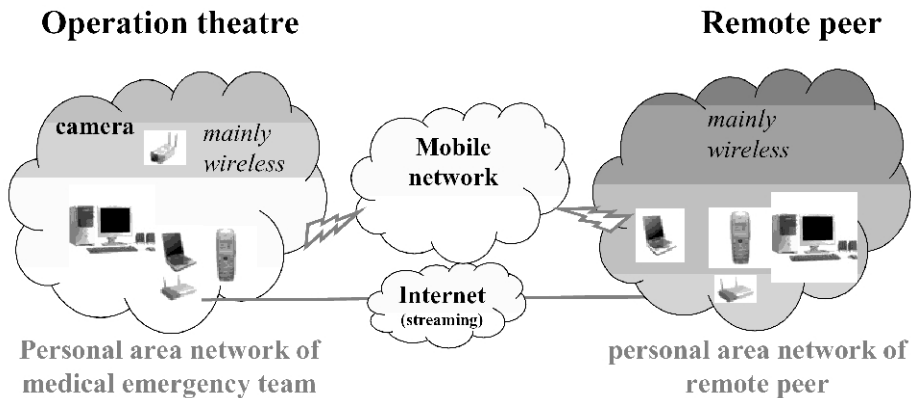 Operation theatre
Remote peer
camera
mainly
wireless
Mobile
network
mainly
wireless
Internet
(streaming)
Personal area network of
medical emergency team
personal area network of
remote peer